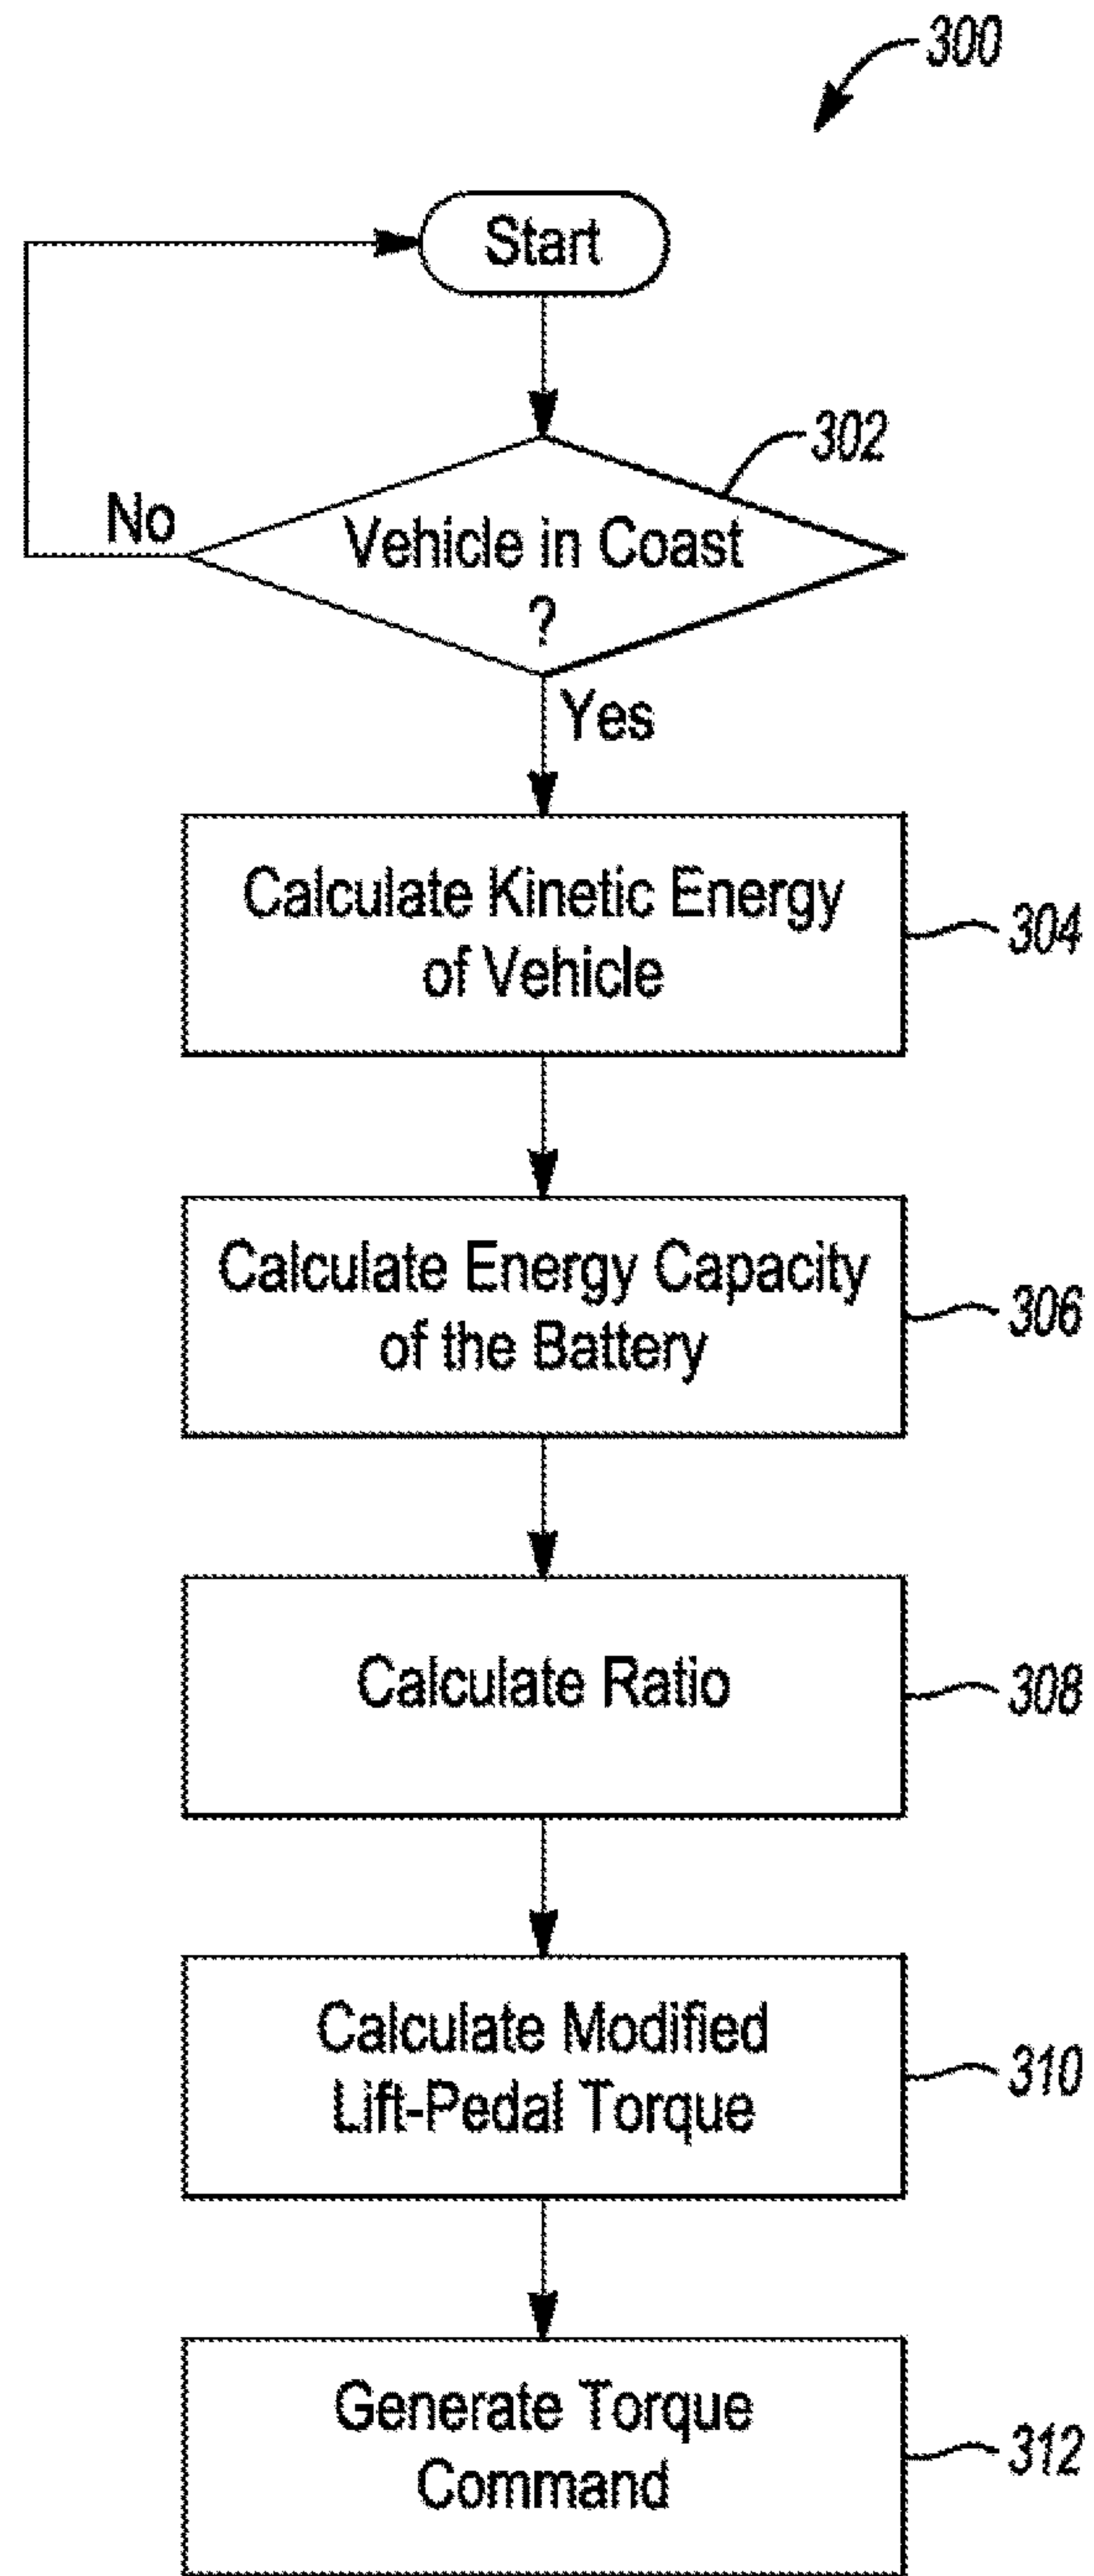 300
Start
302
No
Vehicle in Coast
?
Yes
Calculate Kinetic Energy
of Vehicle
304
Calculate Energy Capacity
of the Battery
306
Calculate Ratio
308
Calculate Modified
Lift-Pedal Torque
310
Generate Torque
Command
312